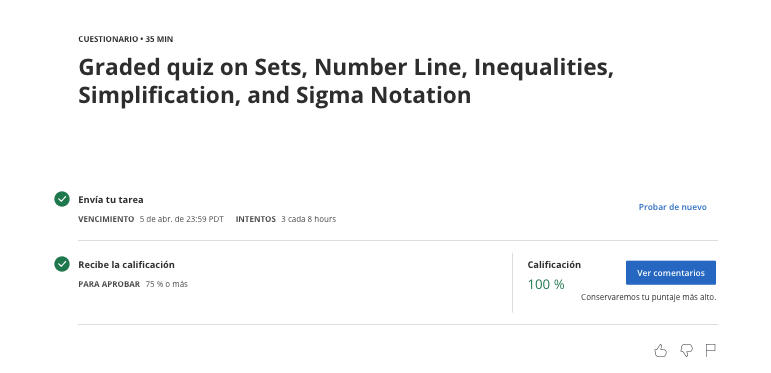 CUESTIONARIO • 35 MIN
Graded quiz on Sets, Number Line, Inequalities,
Simplification, and Sigma Notation
Envía tu tarea
VENCIMIENTO 5 de abr. de 23:59 PDT INTENTOS 3 cada 8 hours
Probar de nuevo
Recibe la calificación
PARA APROBAR 75 % o más
Calificación
100 %
Ver comentarios
Conservaremos tu puntaje más alto.